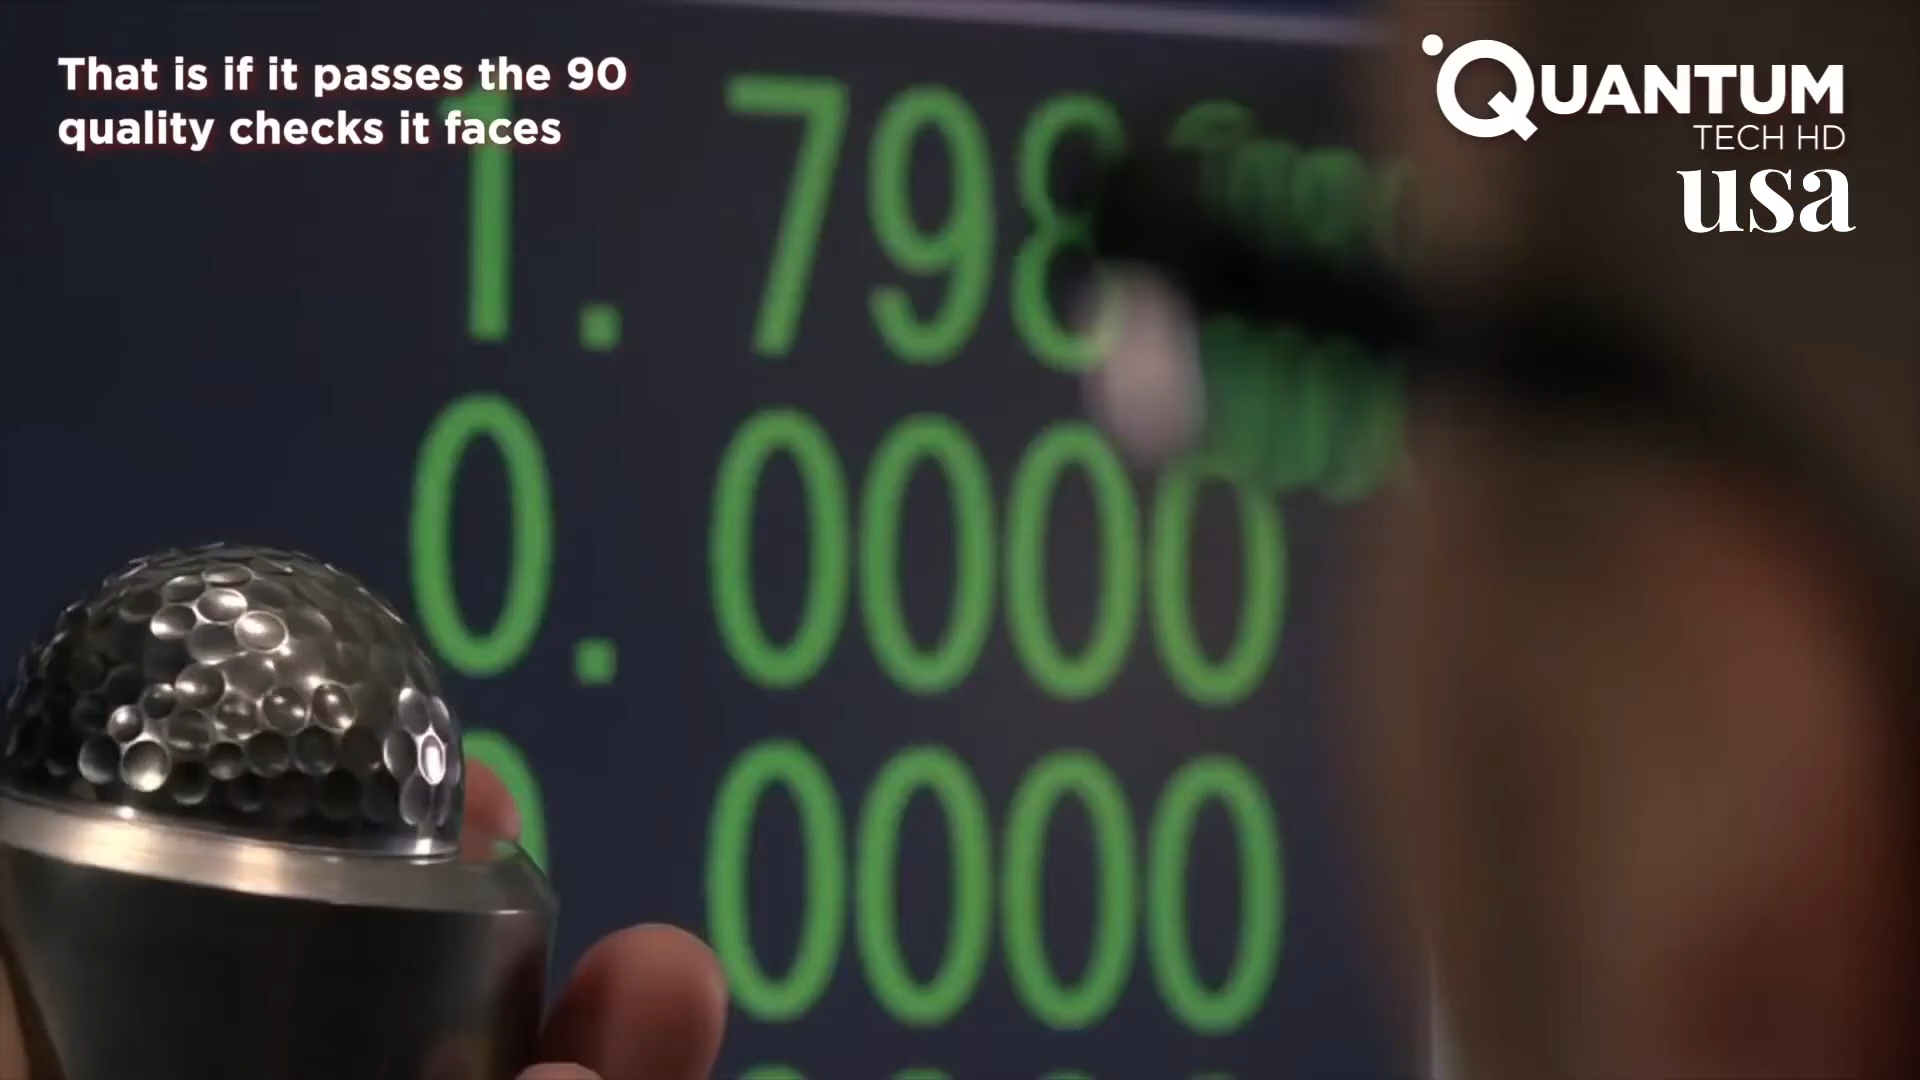 That is if it passes the 90
quality checks it faces
QUANTUM
TECH HD
usa
1.798
0.0000
0000